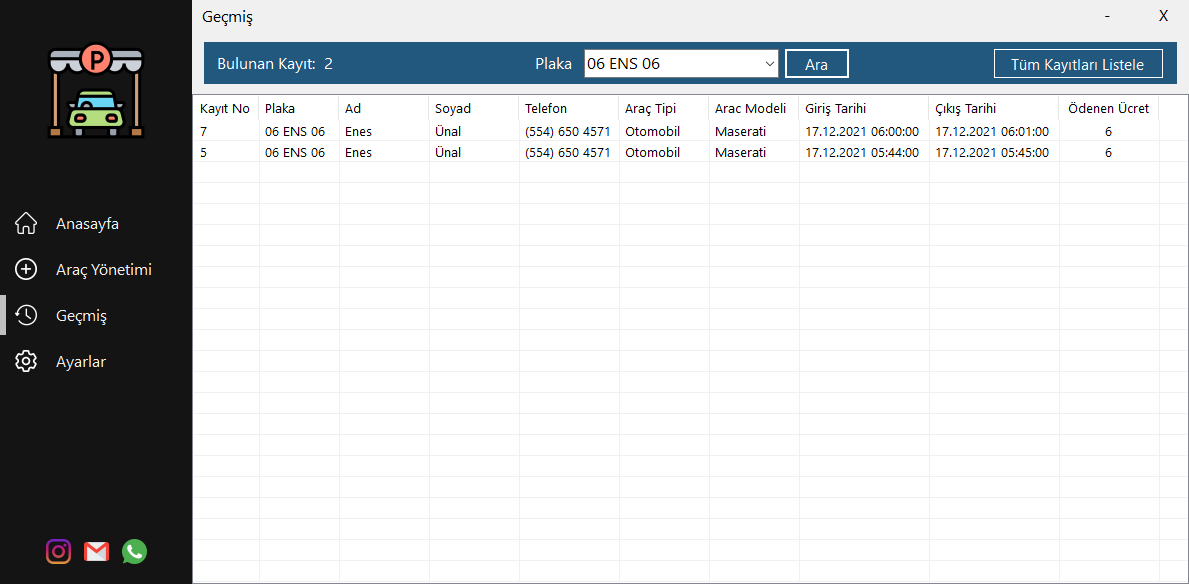 P
Geçmiş - X
Bulunan Kayıt: 2 Plaka 06 ENS 06 Ara Tüm Kayıtları Listele
Kayıt No Plaka Ad Soyad Telefon Araç Tipi Arac Modeli Giriş Tarihi Çıkış Tarihi Ödenen Ücret
7 06 ENS 06 Enes Ünal (554) 650 4571 Otomobil Maserati 17.12.2021 06:00:00 17.12.2021 06:01:00 6
5 06 ENS 06 Enes Ünal (554) 650 4571 Otomobil Maserati 17.12.2021 05:44:00 17.12.2021 05:45:00 6
Anasayfa
Araç Yönetimi
Geçmiş
Ayarlar